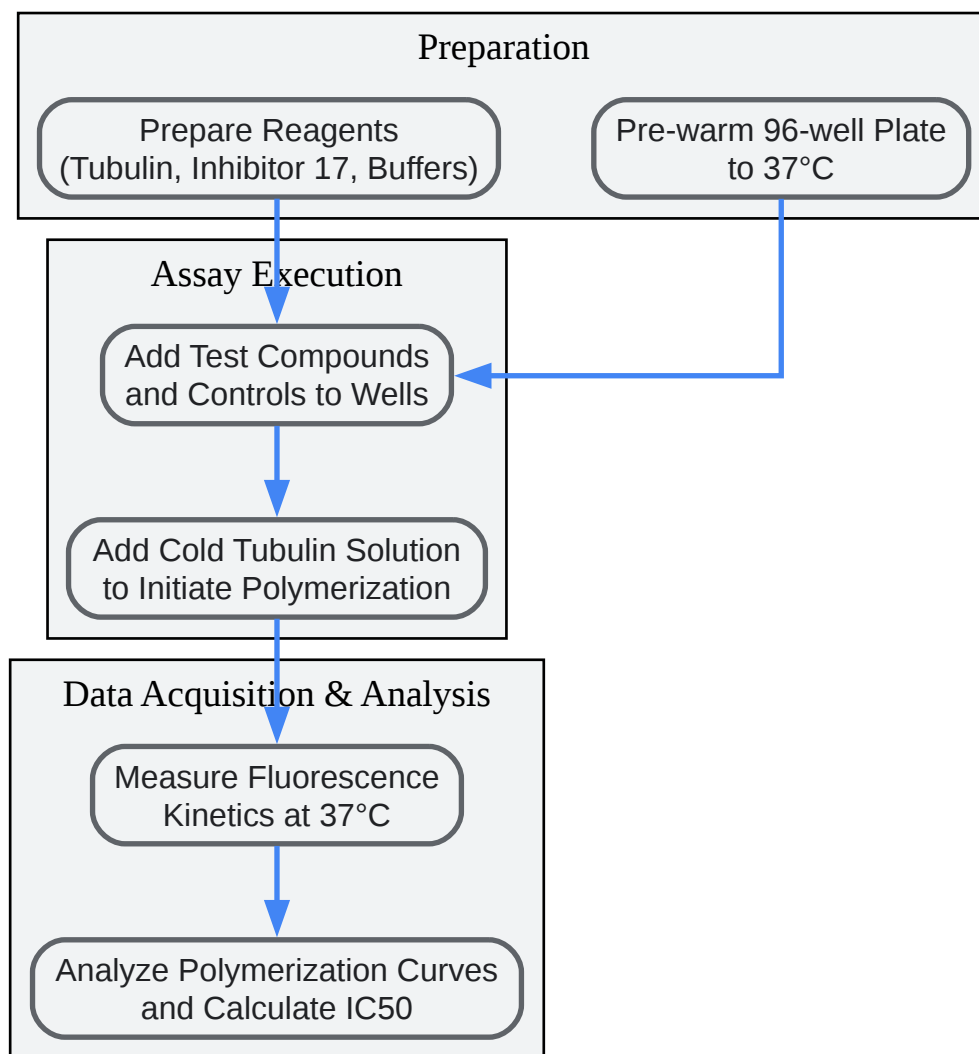 Preparation
Prepare Reagents
(Tubulin, Inhibitor 17, Buffers)
Pre-warm 96-well Plate
to 37°C
Assay Execution
Add Test Compounds
and Controls to Wells
Add Cold Tubulin Solution
to Initiate Polymerization
Data Acquisition & Analysis
Measure Fluorescence
Kinetics at 37°C
Analyze Polymerization Curves
and Calculate IC50